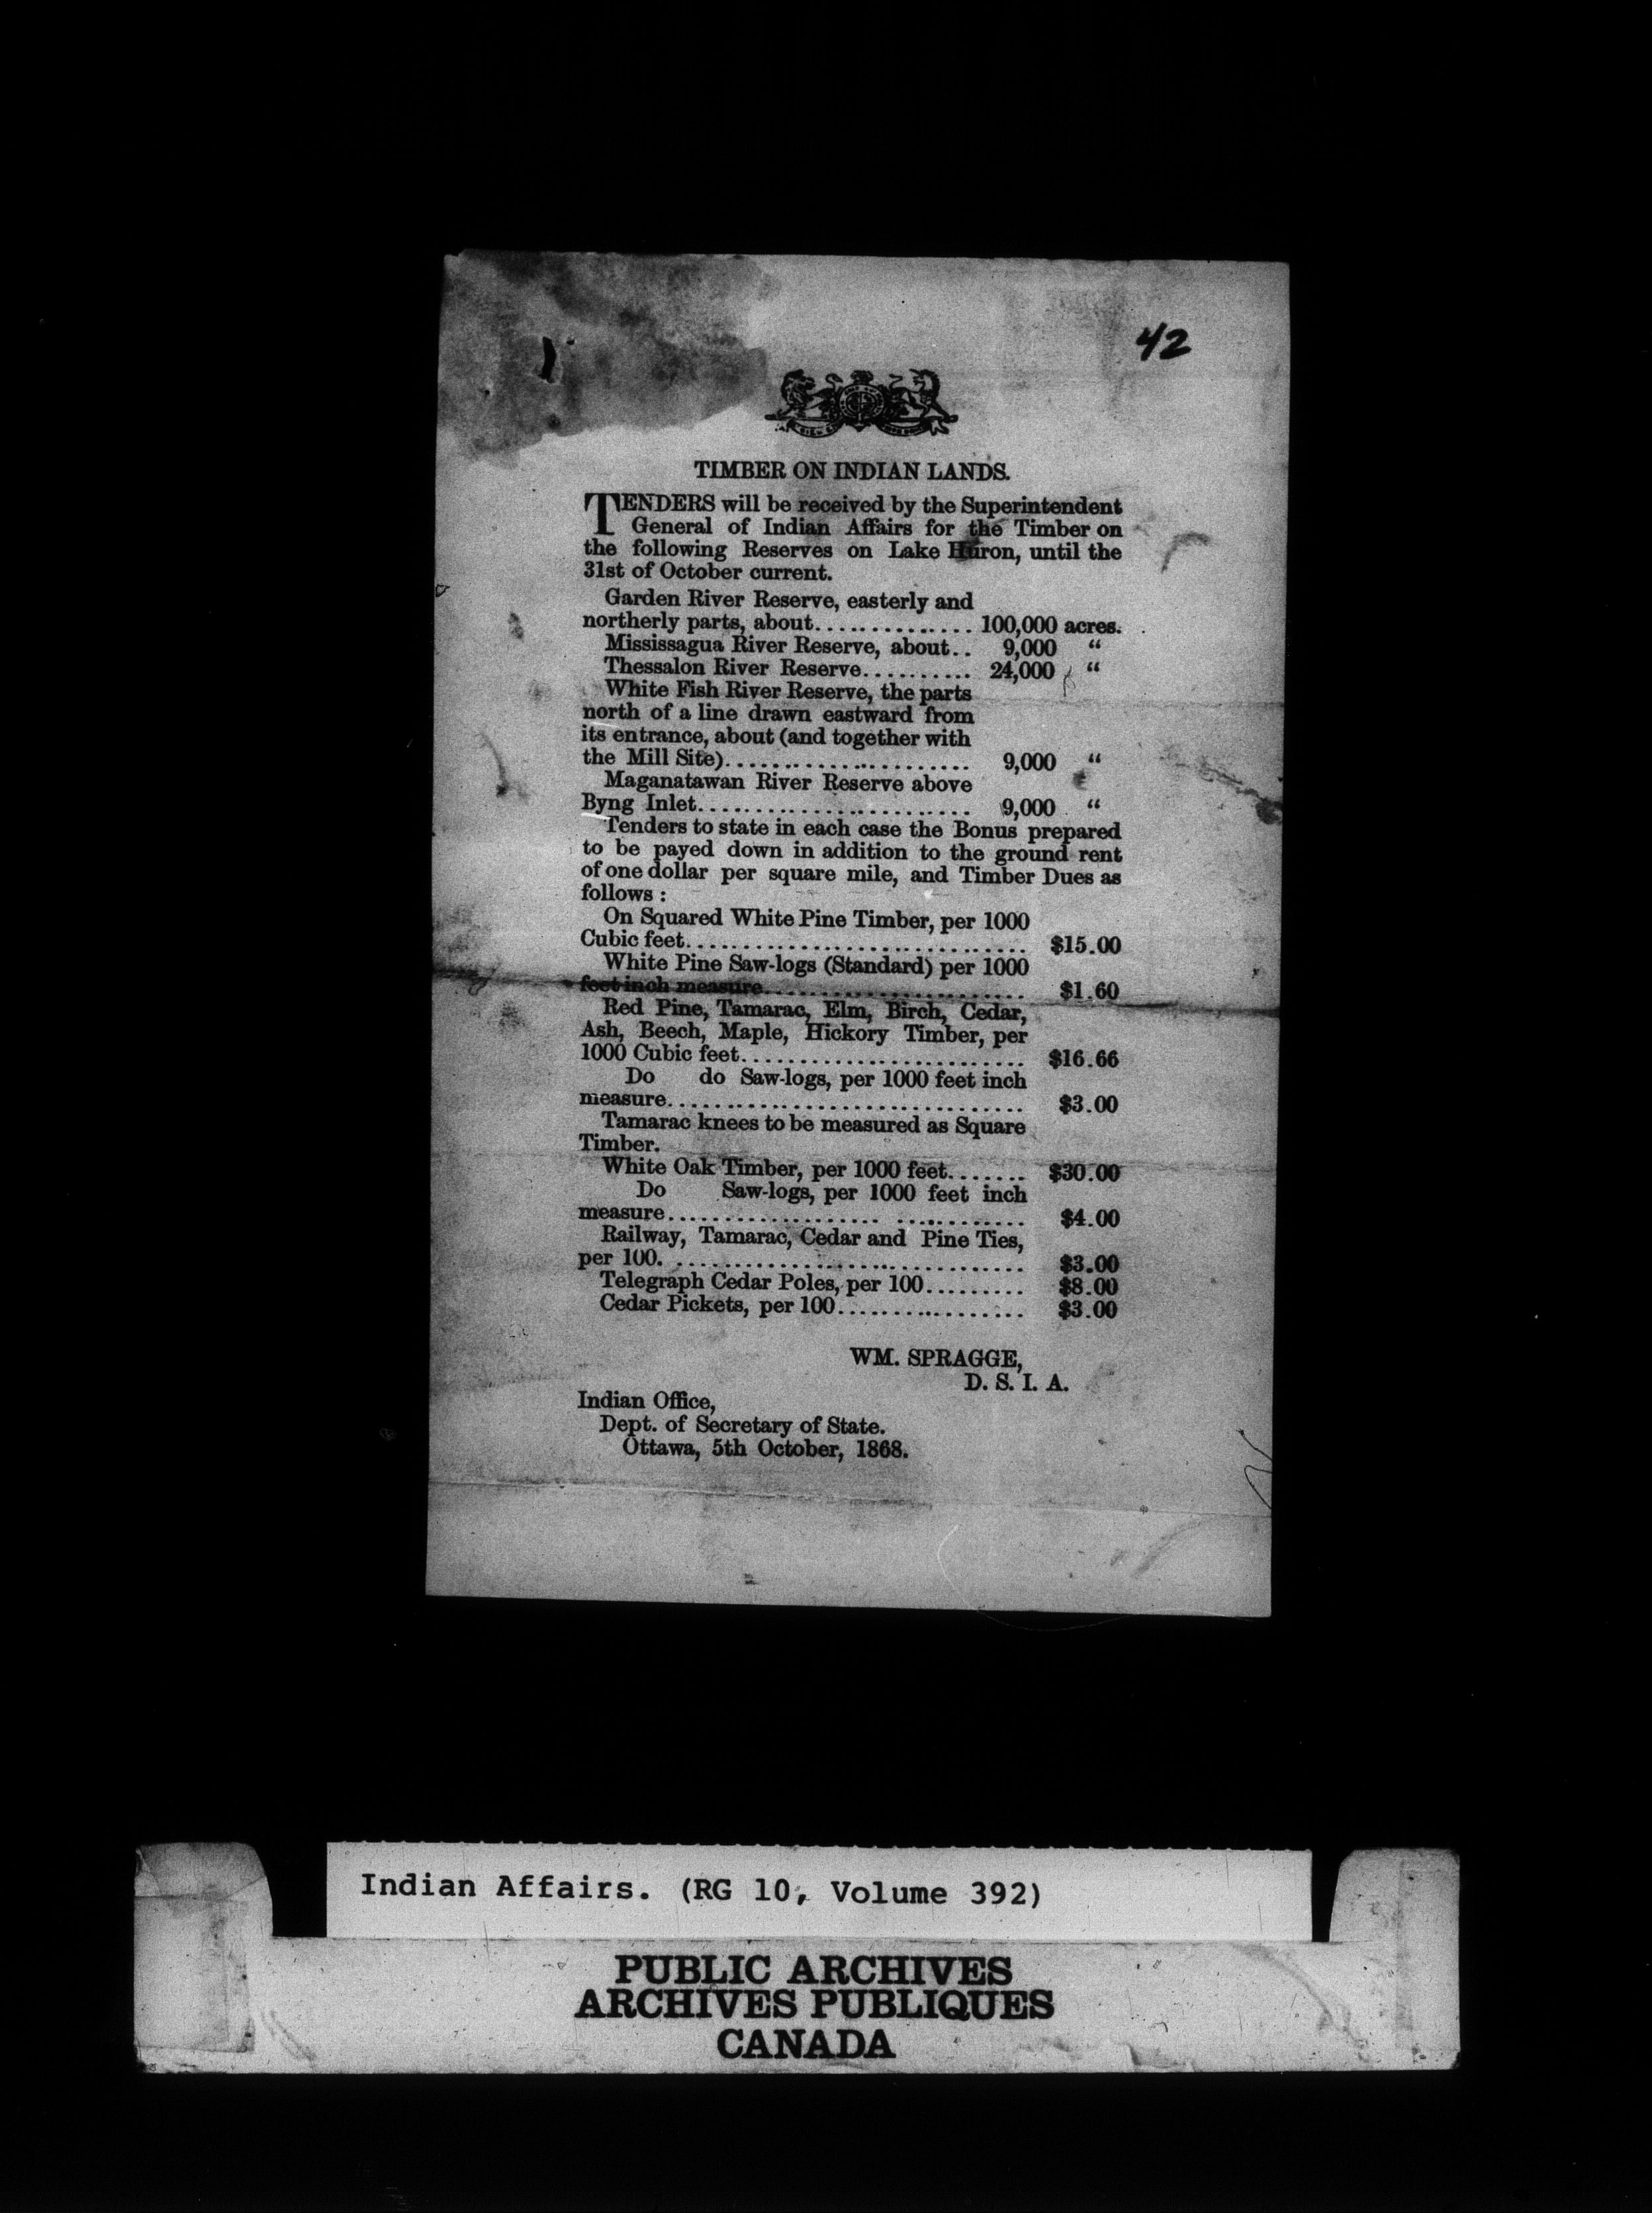 42
TIMBER ON INDIAN LANDS.
TENDERS will be received by the Superintendent
General of Indian Affairs for the Timber on
the following Reserves on Lake Huron, until the
31st of October current.
Garden River Reserve, easterly and
northerly parts, about............... 100,000 acres.
Mississagua River Reserve, about.. 9,000 “
Thessalon River Reserve.......... 24,000 “
White Fish River Reserve, the parts
north of a line drawn eastward from
its entrance, about (and together with
the Mill Site)...................... 9,000 “
Maganatawan River Reserve above
Byng Inlet......................... 9,000 “
Tenders to state in each case the Bonus prepared
to be payed down in addition to the ground rent
of one dollar per square mile, and Timber Dues as
follows :
On Squared White Pine Timber, per 1000
Cubic feet............................... $15.00
White Pine Saw-logs (Standard) per 1000
feet inch measure........................ $1.60
Red Pine, Tamarac, Elm, Birch, Cedar,
Ash, Beech, Maple, Hickory Timber, per
1000 Cubic feet.......................... $16.66
Do do Saw-logs, per 1000 feet inch
measure................................. $3.00
Tamarac knees to be measured as Square
Timber.
White Oak Timber, per 1000 feet....... $30.00
Do Saw-logs, per 1000 feet inch
measure................... ............ $4.00
Railway, Tamarac, Cedar and Pine Ties,
per 100. ................................ $3.00
Telegraph Cedar Poles, per 100......... $8.00
Cedar Pickets, per 100................. $3.00
WM. SPRAGGE,
D. S. I. A.
Indian Office,
Dept. of Secretary of State.
Ottawa, 5th October, 1868.
Indian Affairs. (RG 10, Volume 392)
PUBLIC ARCHIVES
ARCHIVES PUBLIQUES
CANADA